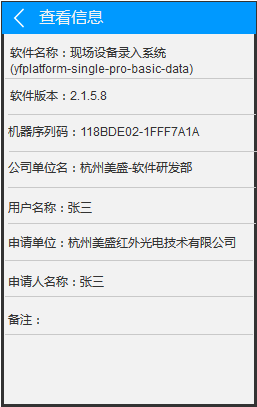 查看信息
软件名称：现场设备录入系统
(yfplatform-single-pro-basic-data)
软件版本：2.1.5.8
机器序列码：118BDE02-1FFF7A1A
公司单位名：杭州美盛-软件研发部
用户名称：张三
申请单位：杭州美盛红外光电技术有限公司
申请人名称：张三
备注：